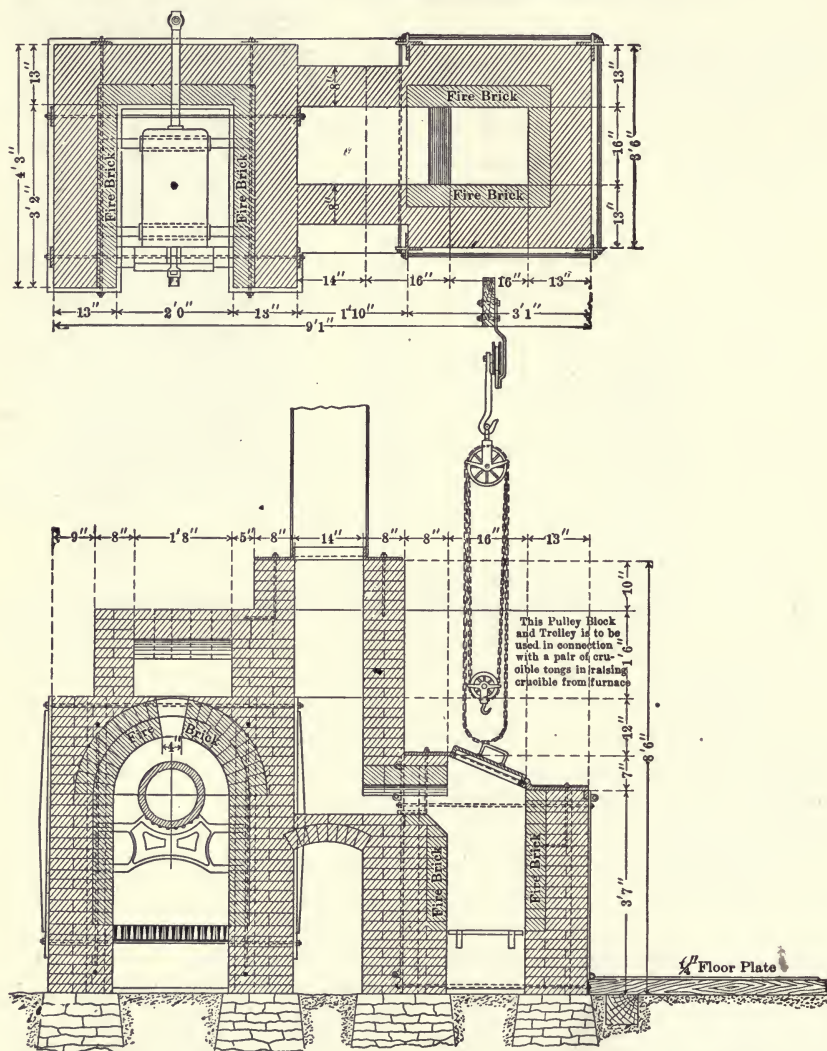 13"
4'3"
3'2"
Fire Brick
Fire Brick
8"
8"
Fire Brick
Fire Brick
13"
16"
13"
8'6"
14"
16"
16"
13"
13"
2'0"
13"
1'10"
3'1"
9'1"
9"
8"
1'8"
5"
8"
14"
8"
8"
16"
13"
10"
1'6"
12"
7"
8'6"
3'7"
This Pulley Block
and Trolley is to be
used in connection
with a pair of cru-
cible tongs in raising
crucible from furnace
Fire Brick
4"
Fire Brick
Fire Brick
1/4" Floor Plate